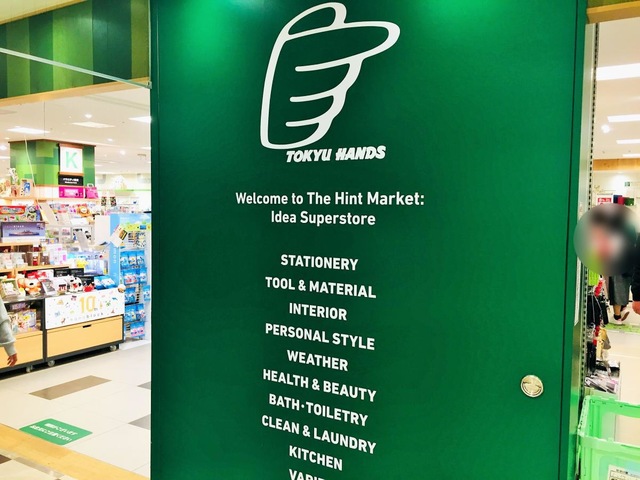 TOKYU HANDS
Welcome to The Hint Market:
Idea Superstore
STATIONERY
TOOL & MATERIAL
INTERIOR
PERSONAL STYLE
WEATHER
HEALTH & BEAUTY
BATH･TOILETRY
CLEAN & LAUNDRY
KITCHEN
K